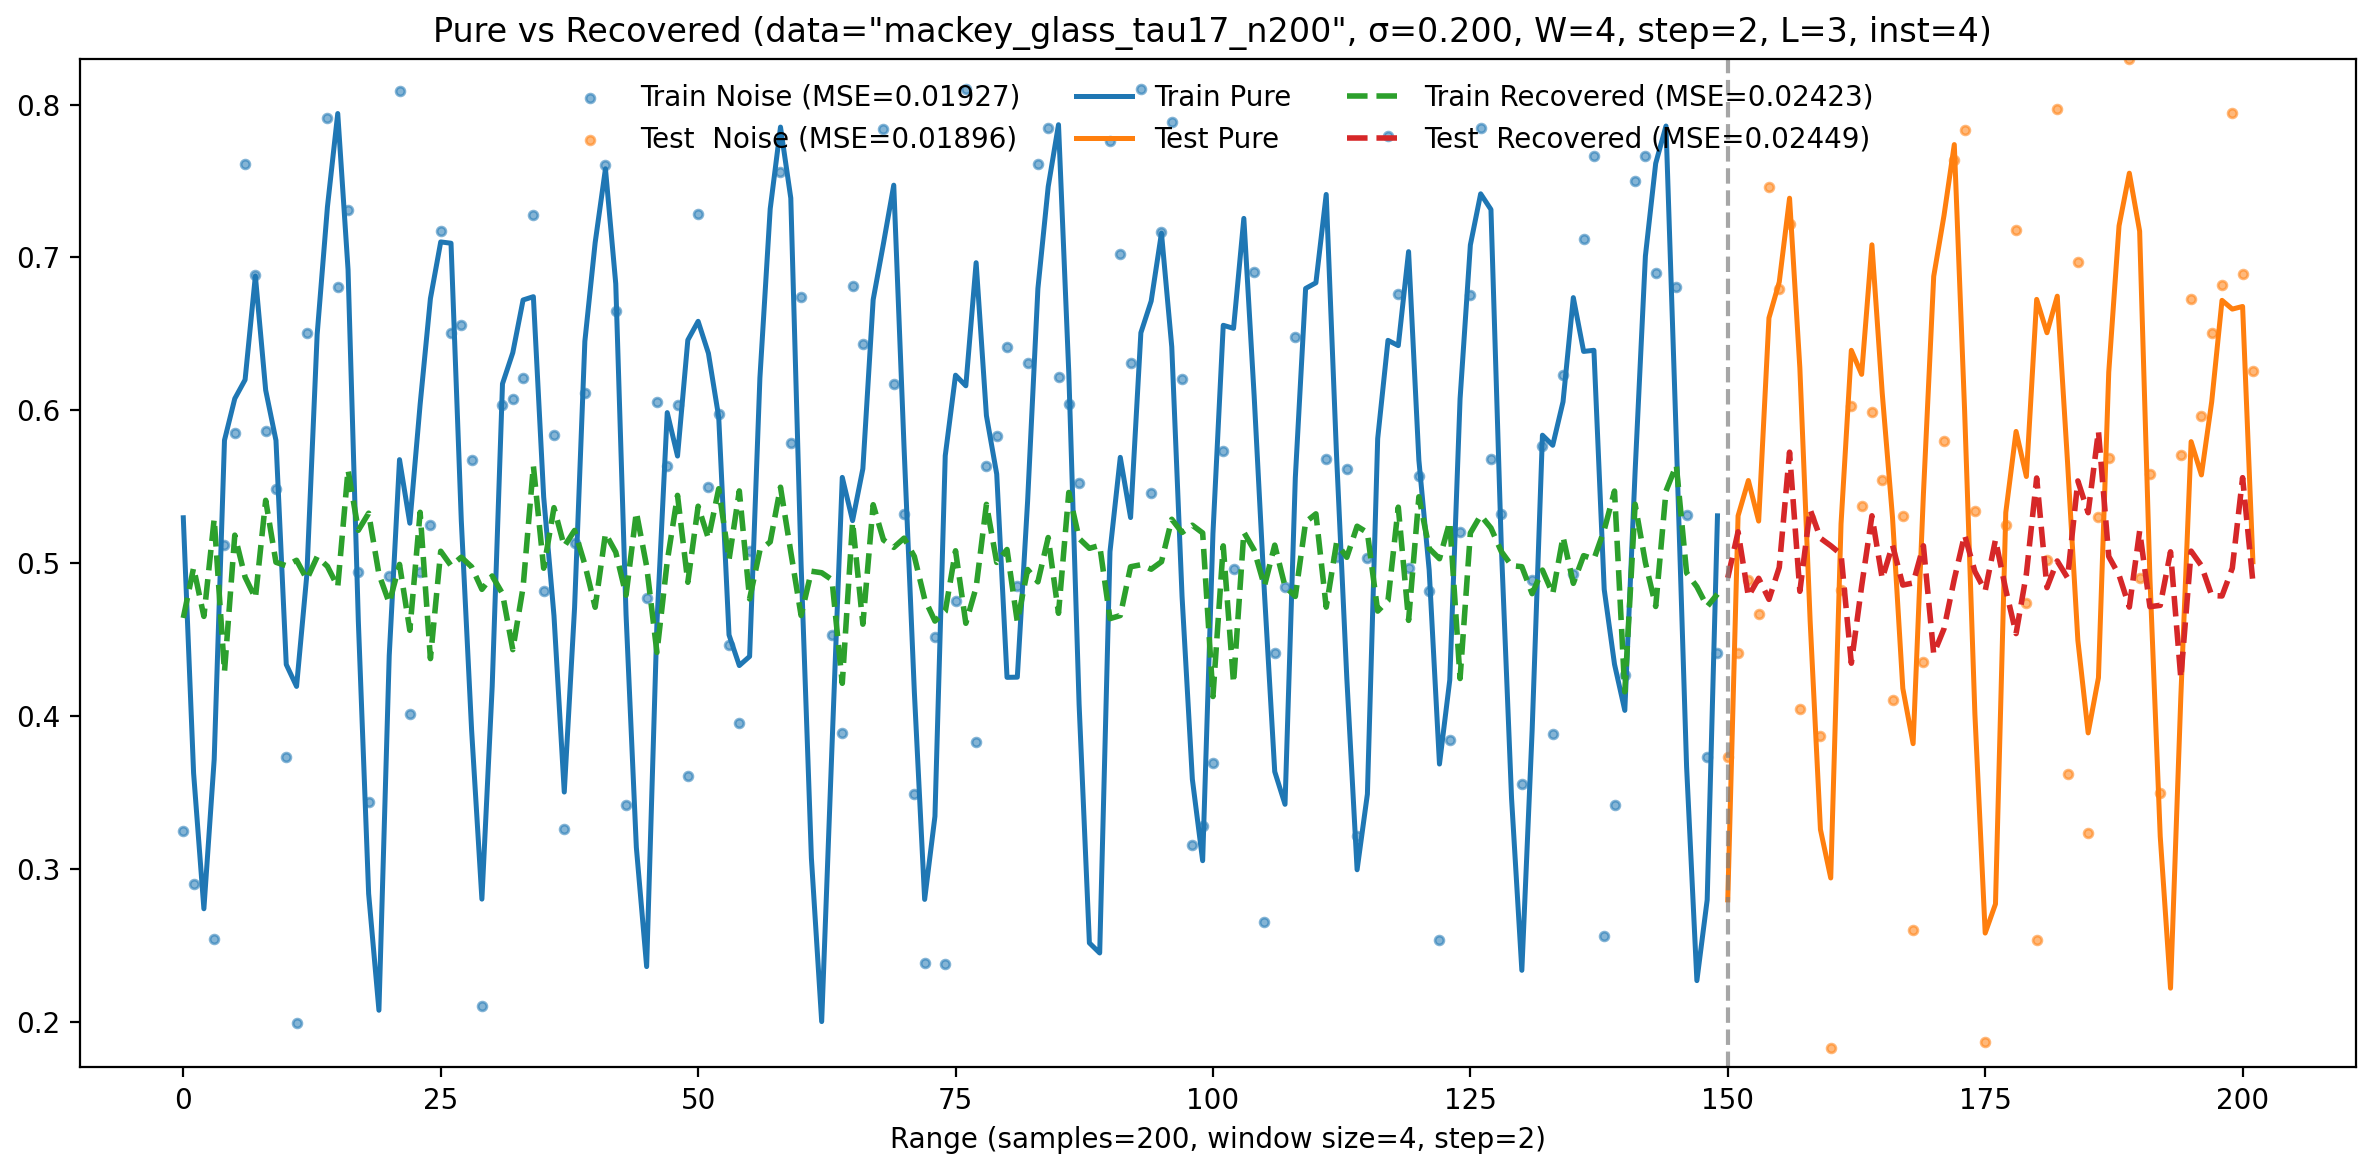 Pure vs Recovered (data="mackey_glass_tau17_n200", σ=0.200, W=4, step=2, L=3, inst=4)
Train Noise (MSE=0.01927) Train Pure Train Recovered (MSE=0.02423)
Test  Noise (MSE=0.01896) Test Pure Test  Recovered (MSE=0.02449)
0.8
0.7
0.6
0.5
0.4
0.3
0.2
0 25 50 75 100 125 150 175 200
Range (samples=200, window size=4, step=2)